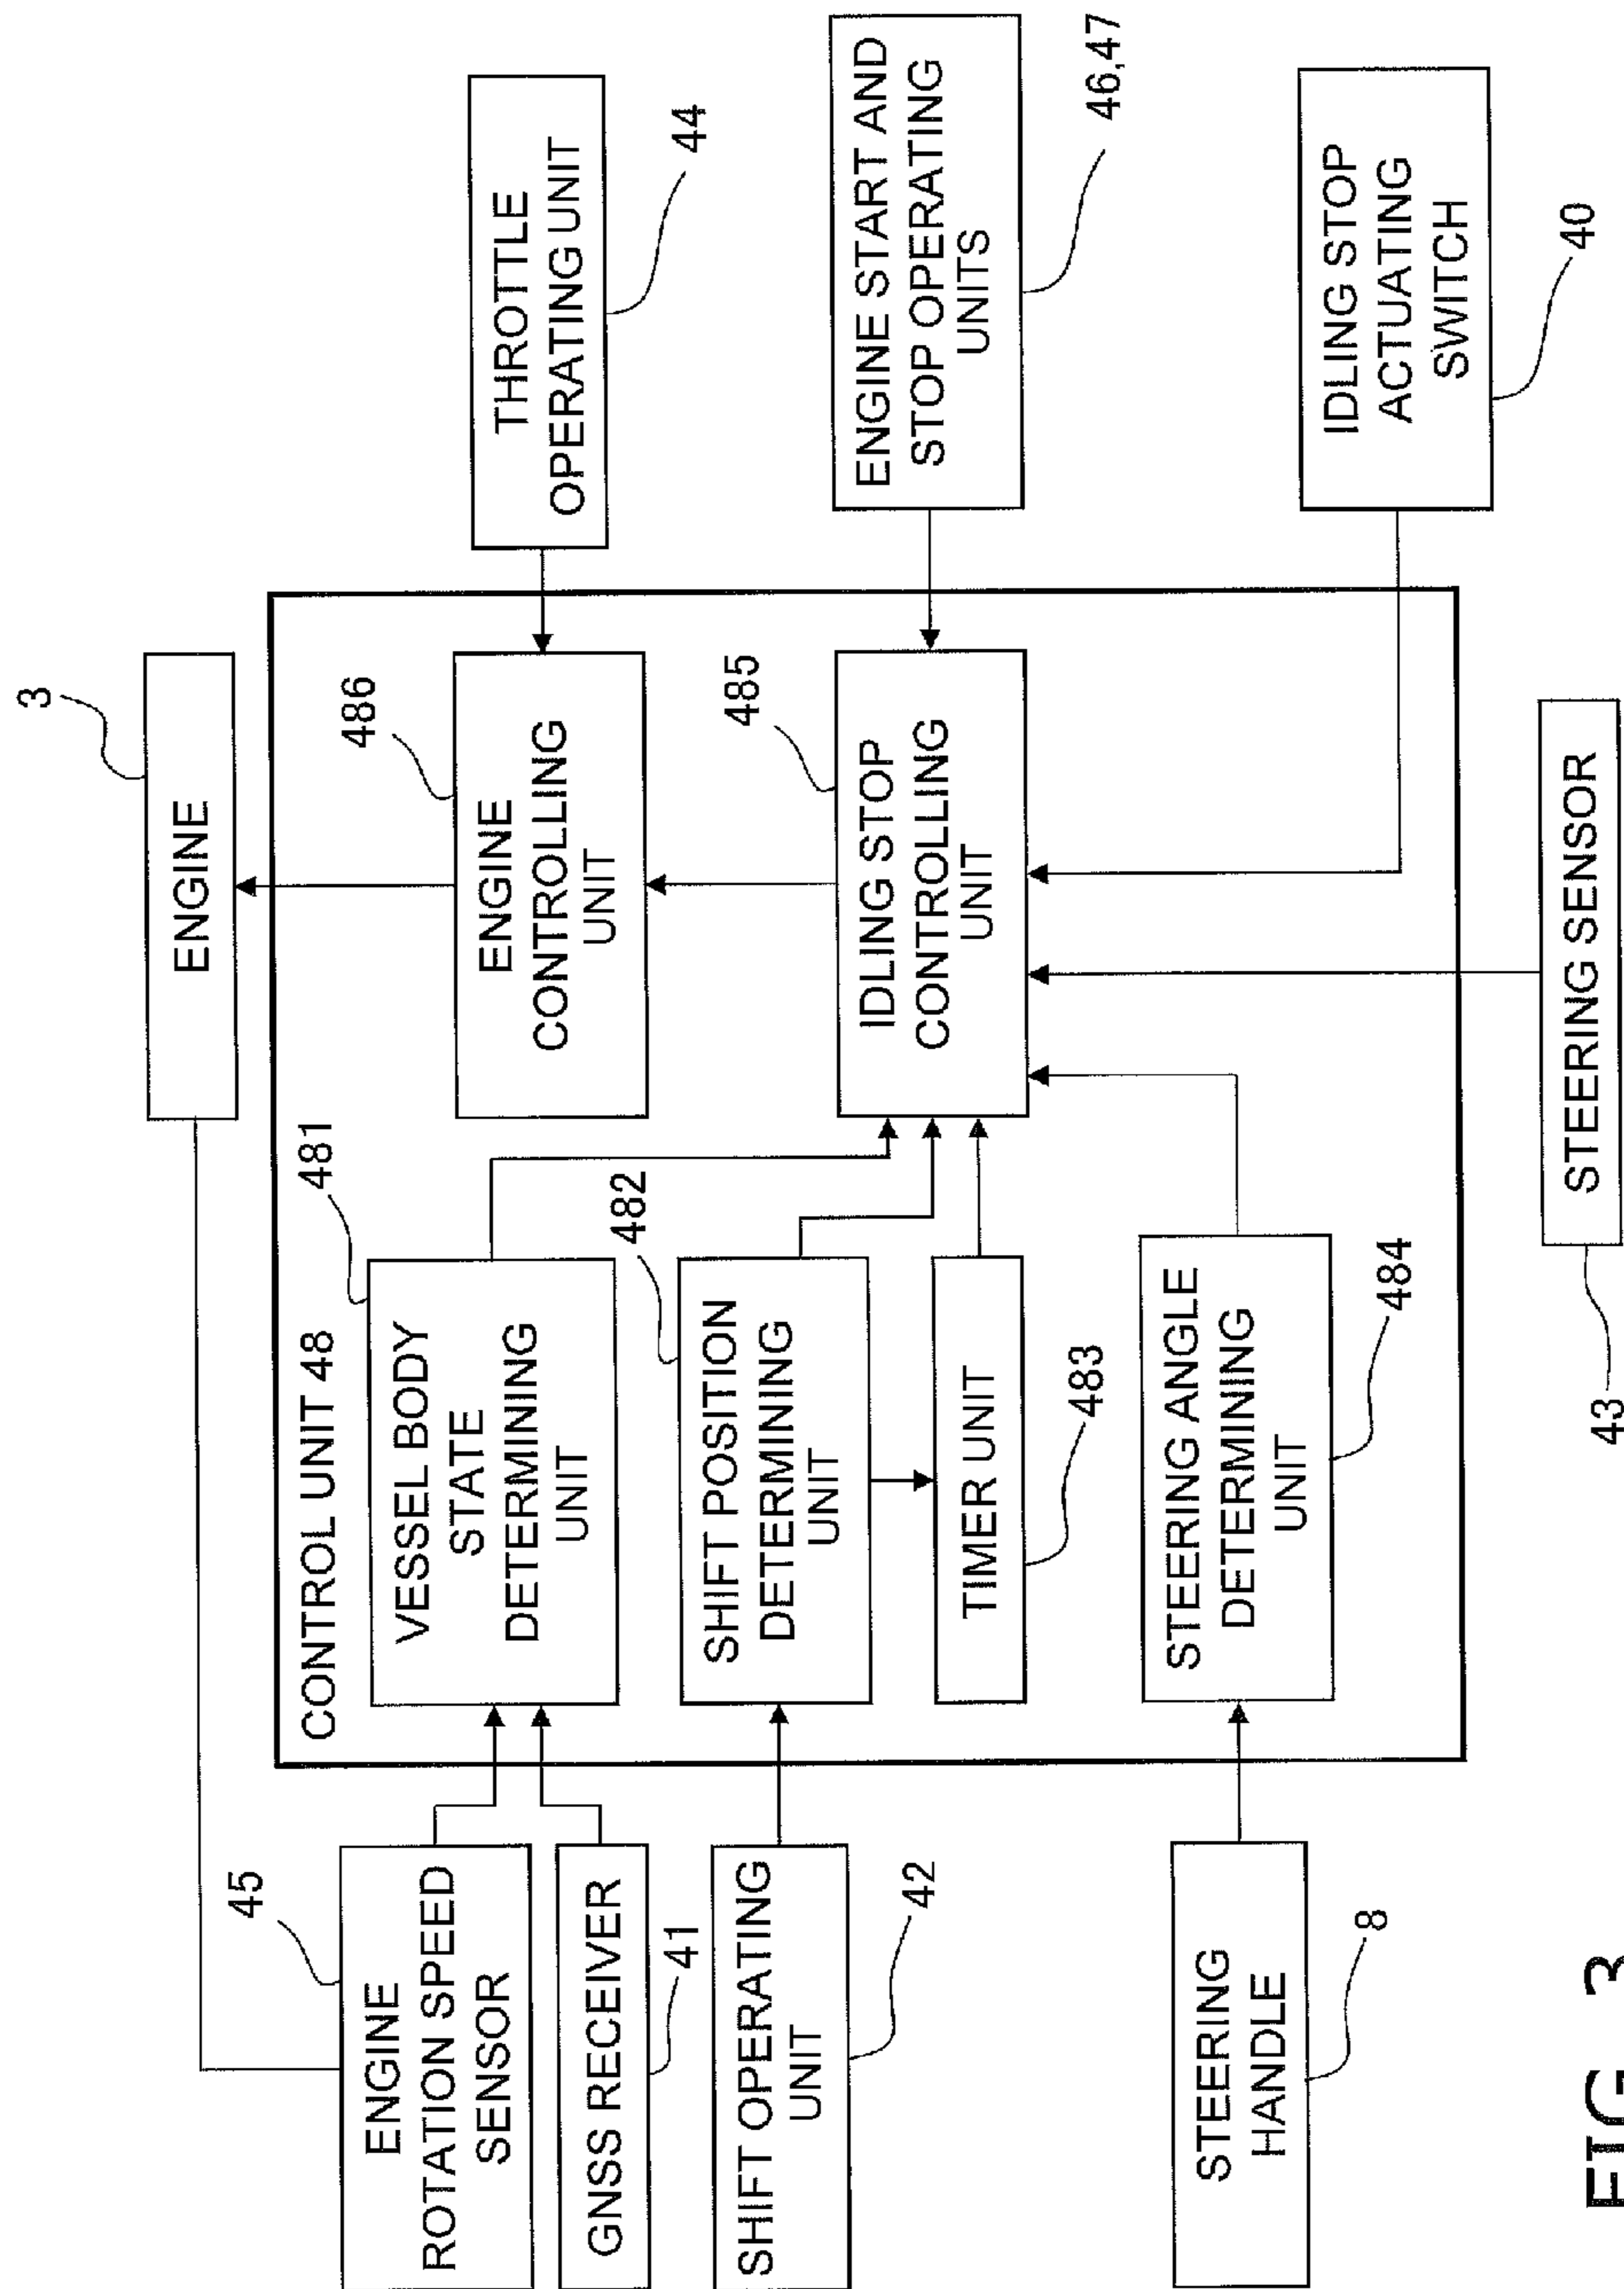 3
ENGINE
45
ENGINE
ROTATION SPEED
SENSOR
GNSS RECEIVER
41
SHIFT OPERATING
UNIT
42
STEERING
HANDLE
8
CONTROL UNIT 48
481
VESSEL BODY
STATE
DETERMINING
UNIT
482
SHIFT POSITION
DETERMINING
UNIT
TIMER UNIT
483
STEERING ANGLE
DETERMINING
UNIT
484
486
ENGINE
CONTROLLING
UNIT
485
IDLING STOP
CONTROLLING
UNIT
THROTTLE
OPERATING UNIT
44
ENGINE START AND
STOP OPERATING
UNITS
46,47
IDLING STOP
ACTUATING
SWITCH
40
STEERING SENSOR
43
FIG. 3